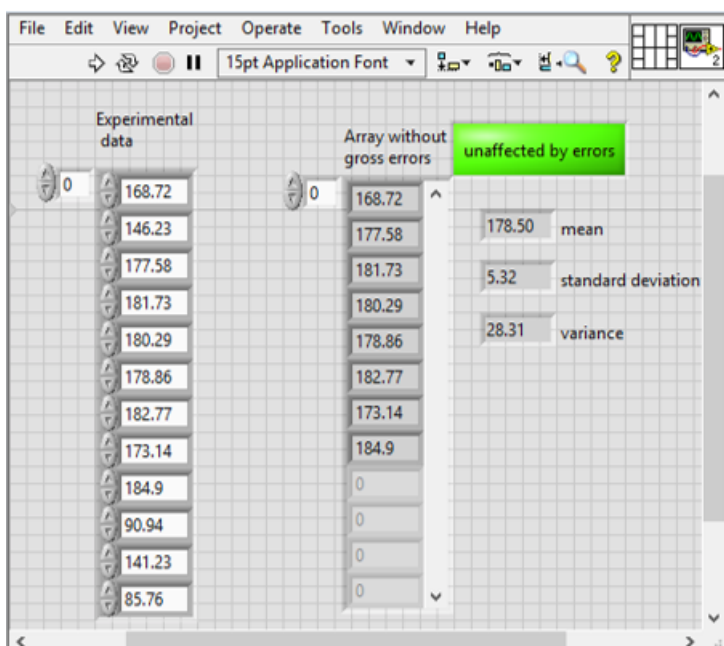 File Edit View Project Operate Tools Window Help
15pt Application Font
2
Experimental
data
0
168.72
146.23
177.58
181.73
180.29
178.86
182.77
173.14
184.9
90.94
141.23
85.76
Array without
gross errors
0
168.72
177.58
181.73
180.29
178.86
182.77
173.14
184.9
0
0
0
0
unaffected by errors
178.50 mean
5.32 standard deviation
28.31 variance